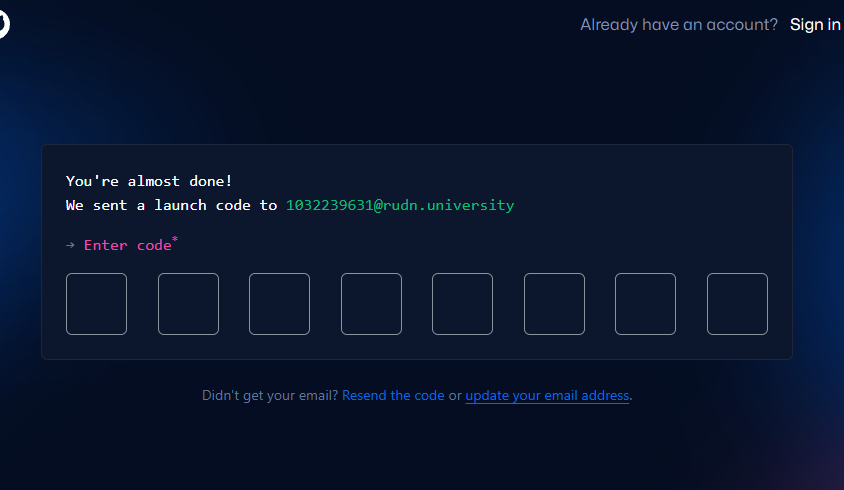 Already have an account? Sign in
You're almost done!
We sent a launch code to 1032239631@rudn.university
→ Enter code*
Didn't get your email? Resend the code or update your email address.